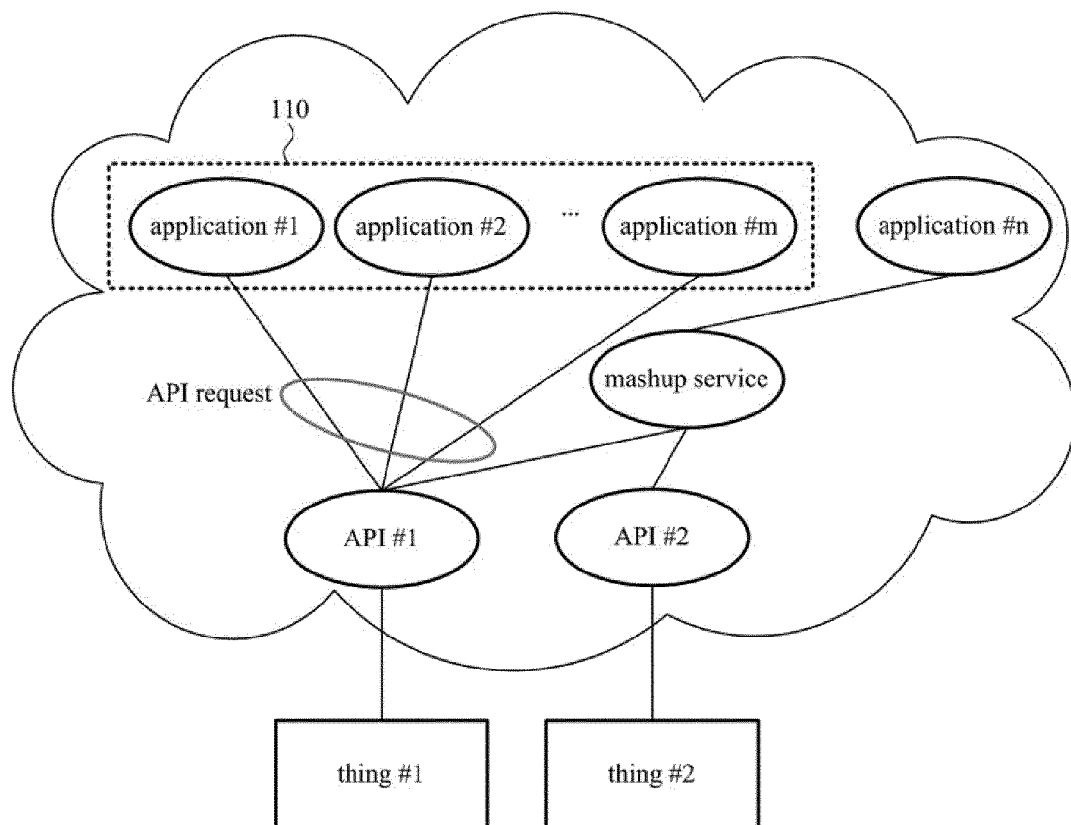 110
application #1 application #2 ... application #m application #n
mashup service
API request
API #1 API #2
thing #1 thing #2